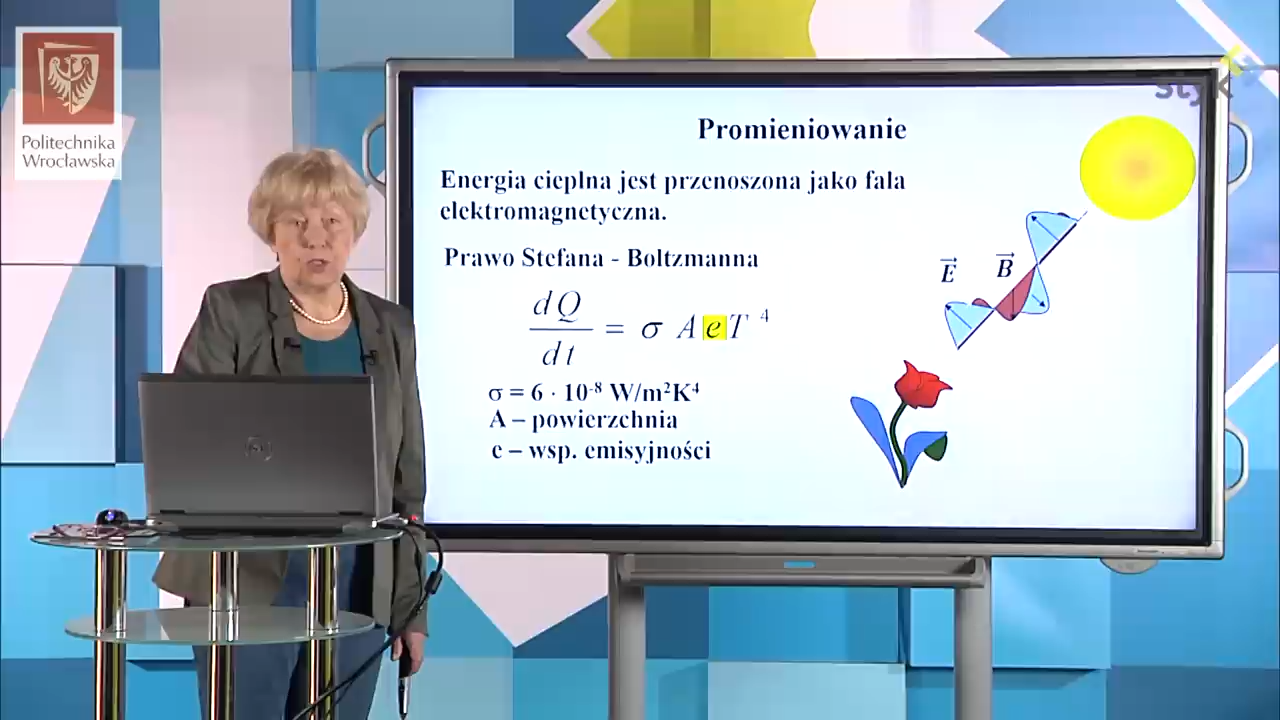 Politechnika
Wrocławska
styk
Promieniowanie
Energia cieplna jest przenoszona jako fala
elektromagnetyczna.
Prawo Stefana - Boltzmanna
dQ
dt
= σ A e T 4
σ = 6 · 10-8 W/m2K4
A – powierzchnia
e – wsp. emisyjności
E
B